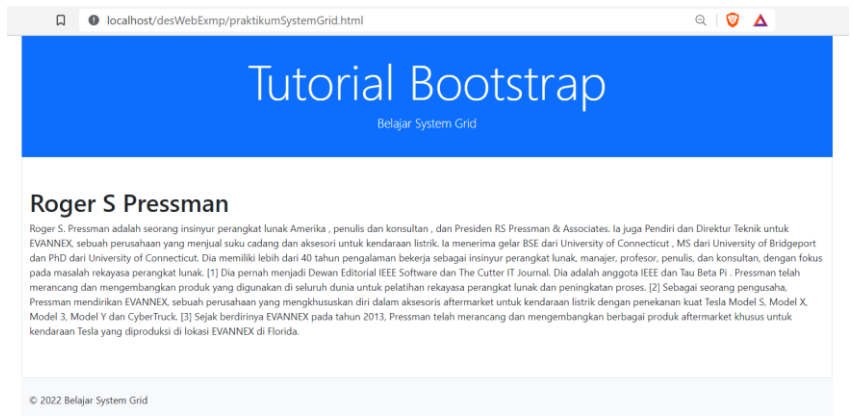 localhost/desWebExmp/praktikumSystemGrid.html
Tutorial Bootstrap
Belajar System Grid
Roger S Pressman
Roger S. Pressman adalah seorang insinyur perangkat lunak Amerika , penulis dan konsultan , dan Presiden RS Pressman & Associates. Ia juga Pendiri dan Direktur Teknik untuk
EVANNEX, sebuah perusahaan yang menjual suku cadang dan aksesori untuk kendaraan listrik. Ia menerima gelar BSE dari University of Connecticut , MS dari University of Bridgeport
dan PhD dari University of Connecticut. Dia memiliki lebih dari 40 tahun pengalaman bekerja sebagai insinyur perangkat lunak, manajer, profesor, penulis, dan konsultan, dengan fokus
pada masalah rekayasa perangkat lunak. [1] Dia pernah menjadi Dewan Editorial IEEE Software dan The Cutter IT Journal. Dia adalah anggota IEEE dan Tau Beta Pi . Pressman telah
merancang dan mengembangkan produk yang digunakan di seluruh dunia untuk pelatihan rekayasa perangkat lunak dan peningkatan proses. [2] Sebagai seorang pengusaha,
Pressman mendirikan EVANNEX, sebuah perusahaan yang mengkhususkan diri dalam aksesoris aftermarket untuk kendaraan listrik dengan penekanan kuat Tesla Model S, Model X,
Model 3, Model Y dan CyberTruck. [3] Sejak berdirinya EVANNEX pada tahun 2013, Pressman telah merancang dan mengembangkan berbagai produk aftermarket khusus untuk
kendaraan Tesla yang diproduksi di lokasi EVANNEX di Florida.
© 2022 Belajar System Grid